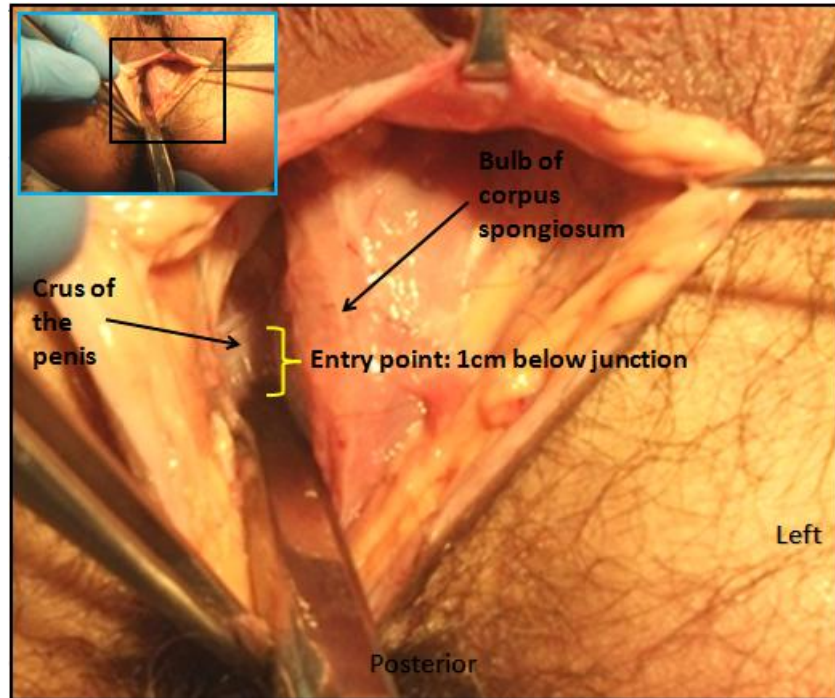 Bulb of
corpus
spongiosum
Crus of
the
penis
Entry point: 1cm below junction
Left
Posterior